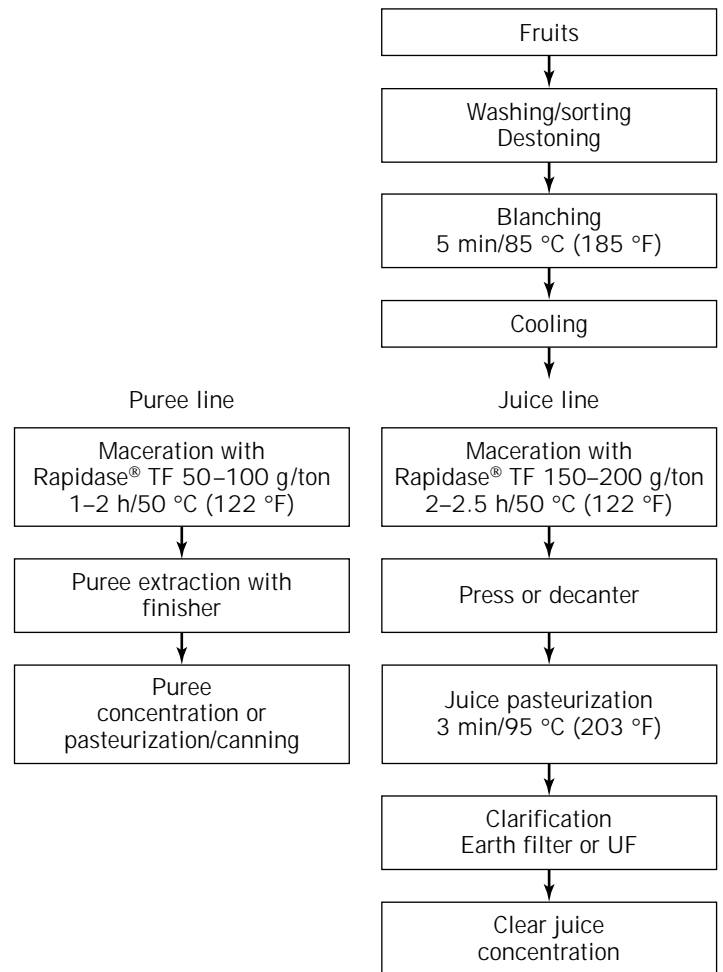 Fruits
Washing/sorting
Destoning
Blanching
5 min/85 °C (185 °F)
Cooling
Puree line
Maceration with
Rapidase® TF 50–100 g/ton
1–2 h/50 °C (122 °F)
Puree extraction with
finisher
Puree
concentration or
pasteurization/canning
Juice line
Maceration with
Rapidase® TF 150–200 g/ton
2–2.5 h/50 °C (122 °F)
Press or decanter
Juice pasteurization
3 min/95 °C (203 °F)
Clarification
Earth filter or UF
Clear juice
concentration